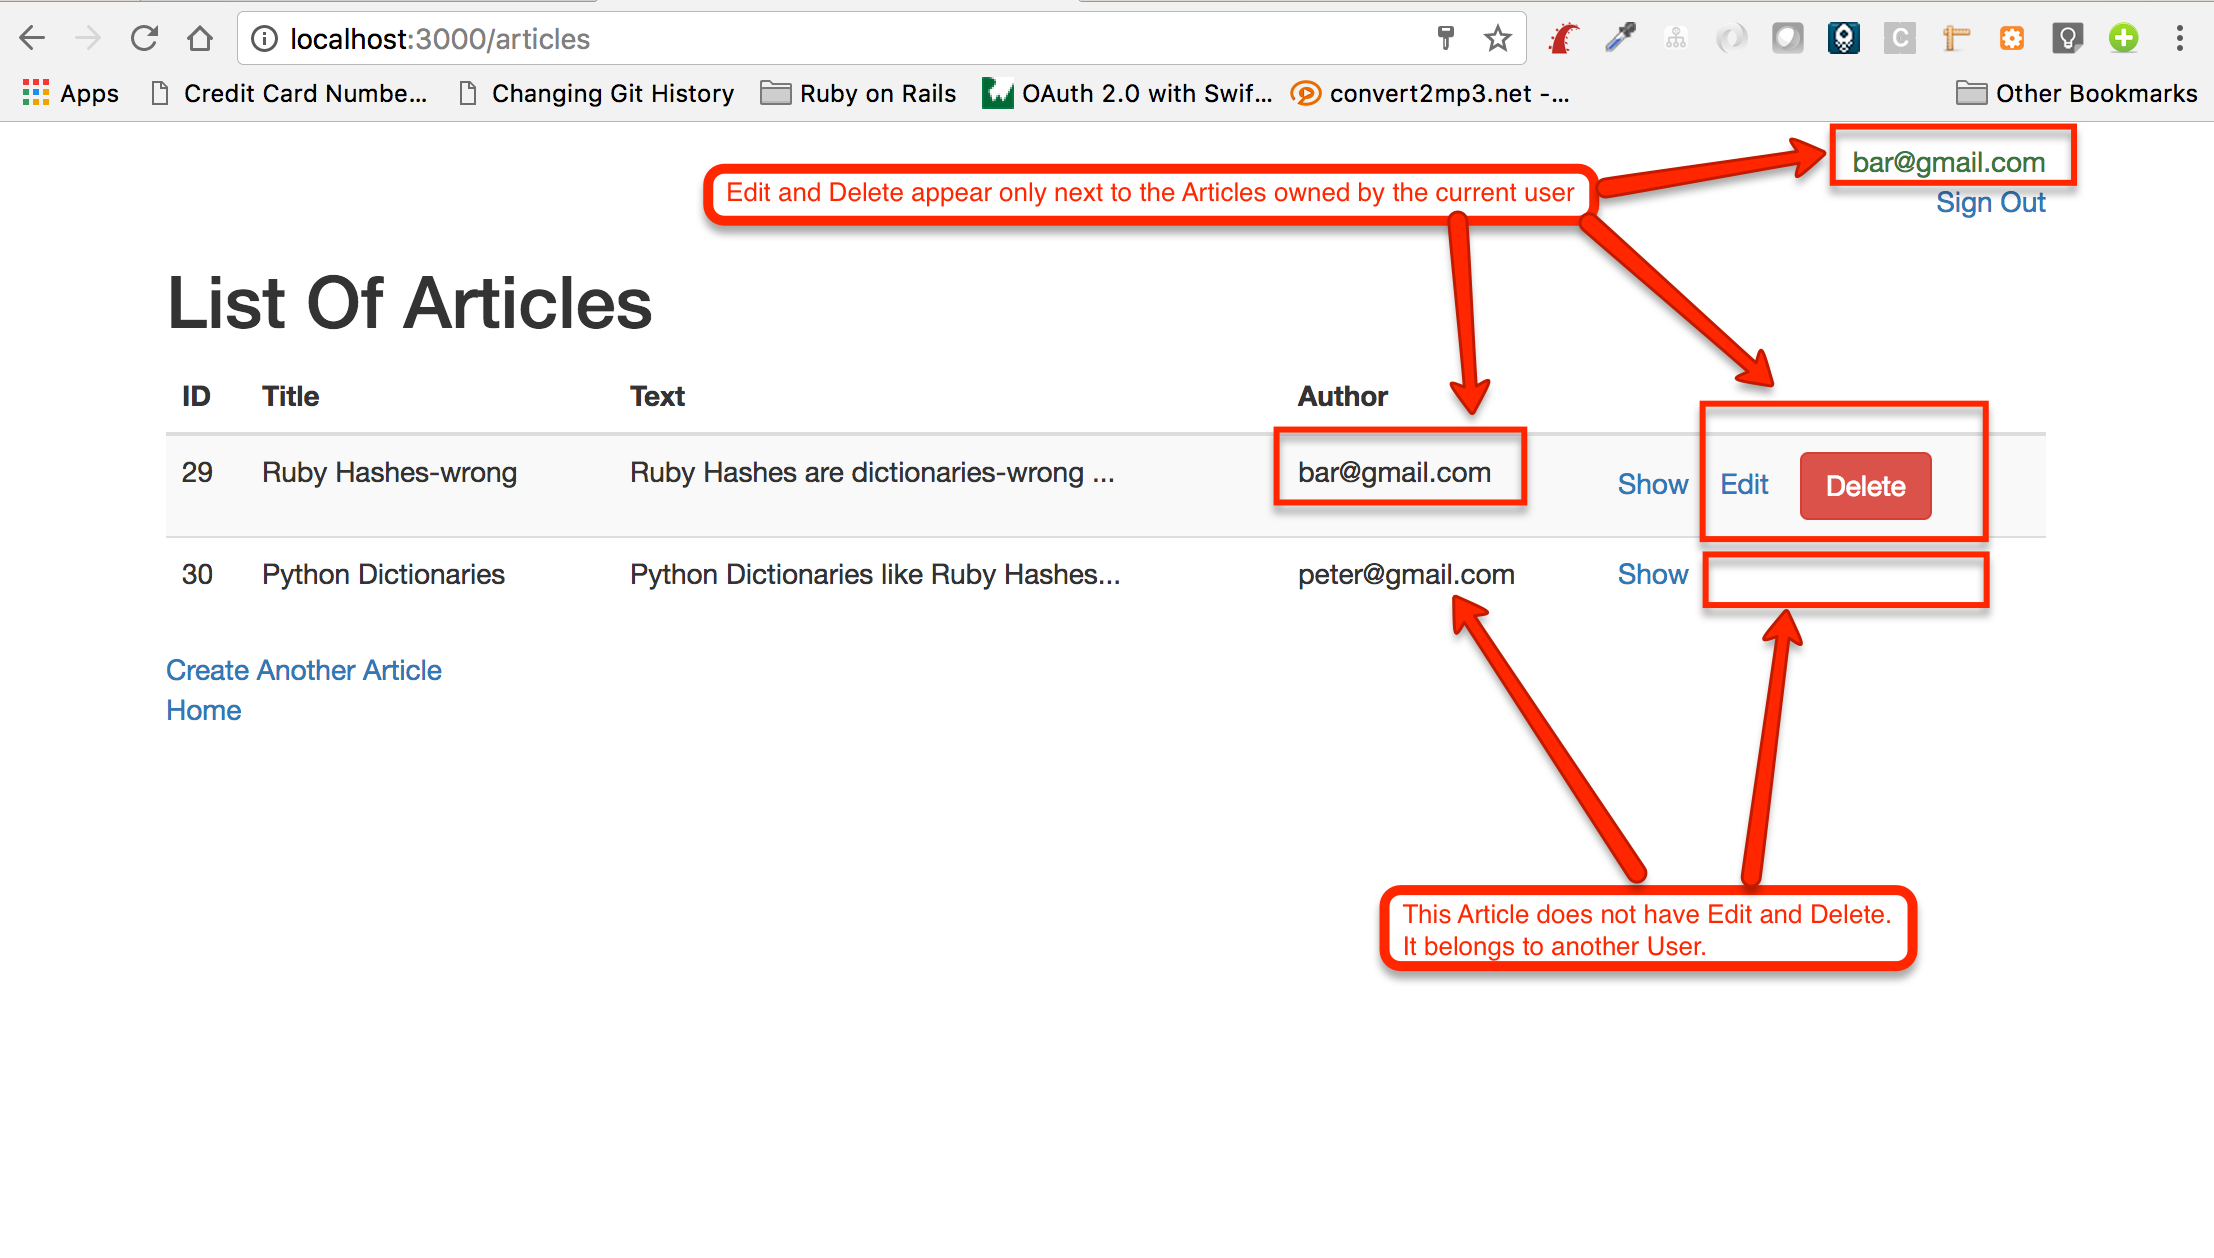 localhost:3000/articles
Apps Credit Card Numbe... Changing Git History Ruby on Rails OAuth 2.0 with Swif... convert2mp3.net -... Other Bookmarks
bar@gmail.com
Edit and Delete appear only next to the Articles owned by the current user
Sign Out
List Of Articles
ID Title Text Author
29 Ruby Hashes-wrong Ruby Hashes are dictionaries-wrong ... bar@gmail.com Show Edit Delete
30 Python Dictionaries Python Dictionaries like Ruby Hashes... peter@gmail.com Show
Create Another Article
Home
This Article does not have Edit and Delete.
It belongs to another User.